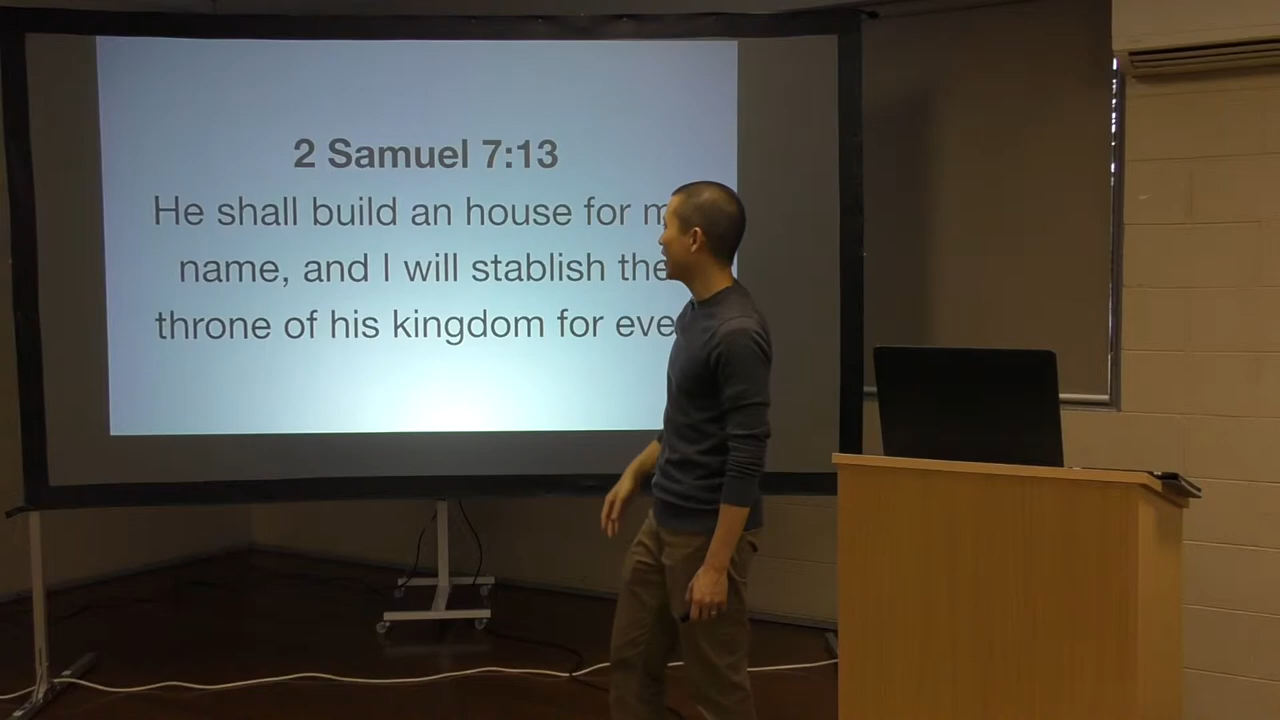 2 Samuel 7:13
He shall build an house for
name, and I will stablish the
throne of his kingdom for